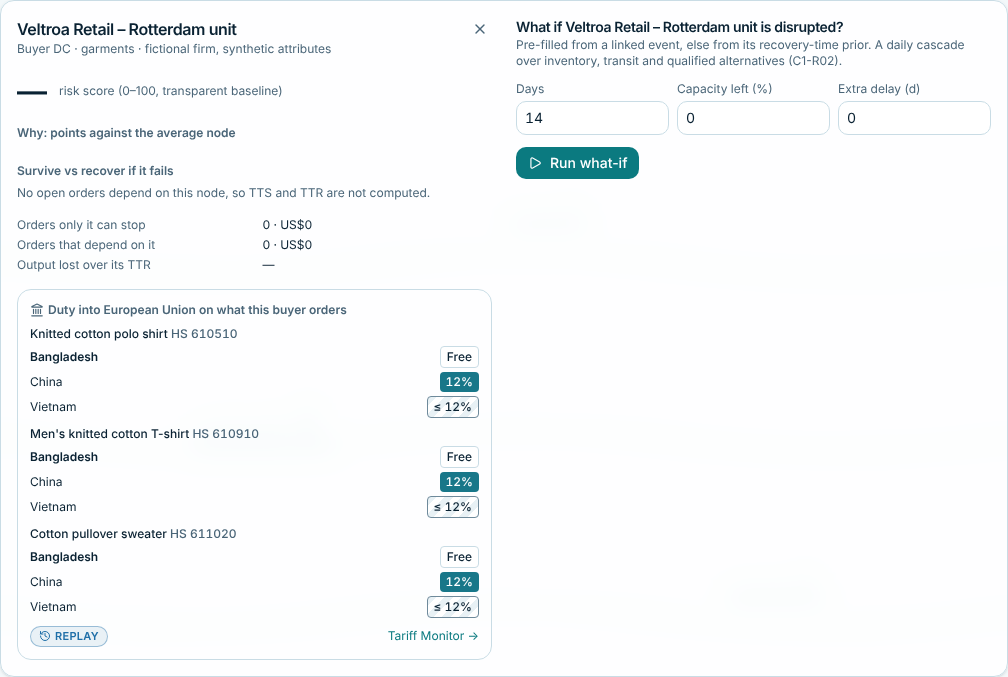 Veltroa Retail – Rotterdam unit
Buyer DC · garments · fictional firm, synthetic attributes
risk score (0–100, transparent baseline)
Why: points against the average node
Survive vs recover if it fails
No open orders depend on this node, so TTS and TTR are not computed.
Orders only it can stop 0 · US$0
Orders that depend on it 0 · US$0
Output lost over its TTR —
Duty into European Union on what this buyer orders
Knitted cotton polo shirt HS 610510
Bangladesh Free
China 12%
Vietnam ≤ 12%
Men's knitted cotton T-shirt HS 610910
Bangladesh Free
China 12%
Vietnam ≤ 12%
Cotton pullover sweater HS 611020
Bangladesh Free
China 12%
Vietnam ≤ 12%
REPLAY Tariff Monitor →
What if Veltroa Retail – Rotterdam unit is disrupted?
Pre-filled from a linked event, else from its recovery-time prior. A daily cascade
over inventory, transit and qualified alternatives (C1-R02).
Days Capacity left (%) Extra delay (d)
14 0 0
Run what-if